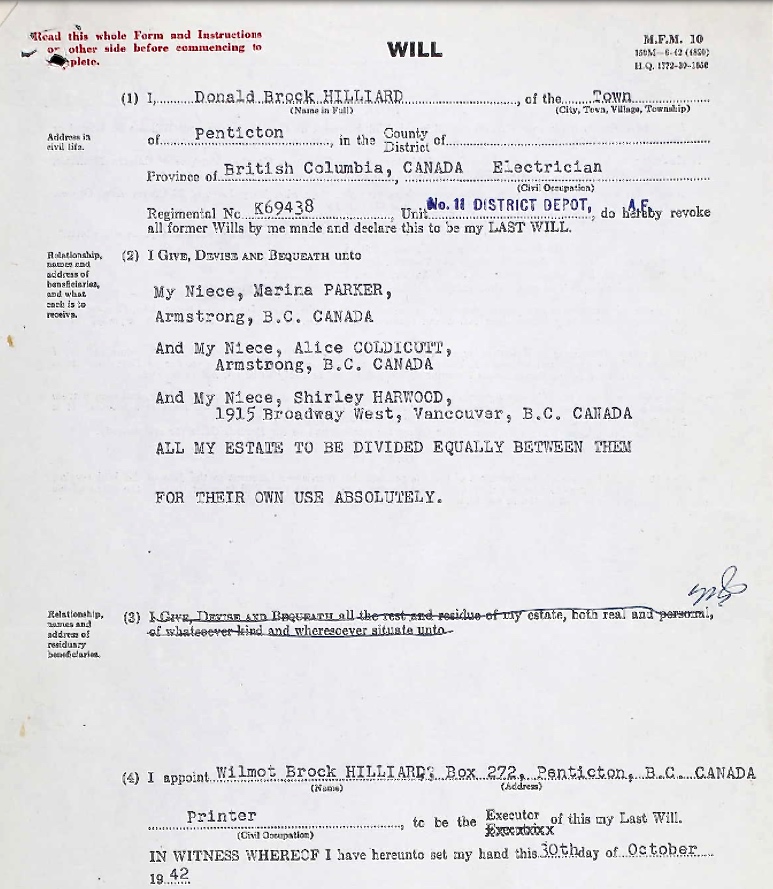 Read this whole Form and Instructions
or other side before commencing to
plete.
WILL
M.F.M. 10
150M—6-42 (4890)
H.Q. 1772-39-1656
(1) I, Donald Brock HILLIARD, of the Town
(Name in Full) (City, Town, Village, Township)
Address in
civil life.
of Penticton, in the County
District of
Province of British Columbia, CANADA Electrician
(Civil Occupation)
Regimental No K69438, Unit No. 11 DISTRICT DEPOT, A.F. do hereby revoke
all former Wills by me made and declare this to be my LAST WILL.
Relationship,
names and
address of
beneficiaries,
and what
each is to
receive.
(2) I GIVE, DEVISE AND BEQUEATH unto
My Niece, Marina PARKER,
Armstrong, B.C. CANADA
And My Niece, Alice COLDICUTT,
Armstrong, B.C. CANADA
And My Niece, Shirley HARWOOD,
1915 Broadway West, Vancouver, B.C. CANADA
ALL MY ESTATE TO BE DIVIDED EQUALLY BETWEEN THEM
FOR THEIR OWN USE ABSOLUTELY.
Relationship,
names and
address of
residuary
beneficiaries.
(3) I GIVE, DEVISE AND BEQUEATH all the rest and residue of my estate, both real and personal,
of whatsoever kind and wheresoever situate unto
(4) I appoint Wilmot Brock HILLIARD, Box 272, Penticton, B.C. CANADA
(Name) (Address)
Printer, to be the Executor of this my Last Will.
(Civil Occupation)
IN WITNESS WHEREOF I have hereunto set my hand this 30th day of October
19 42